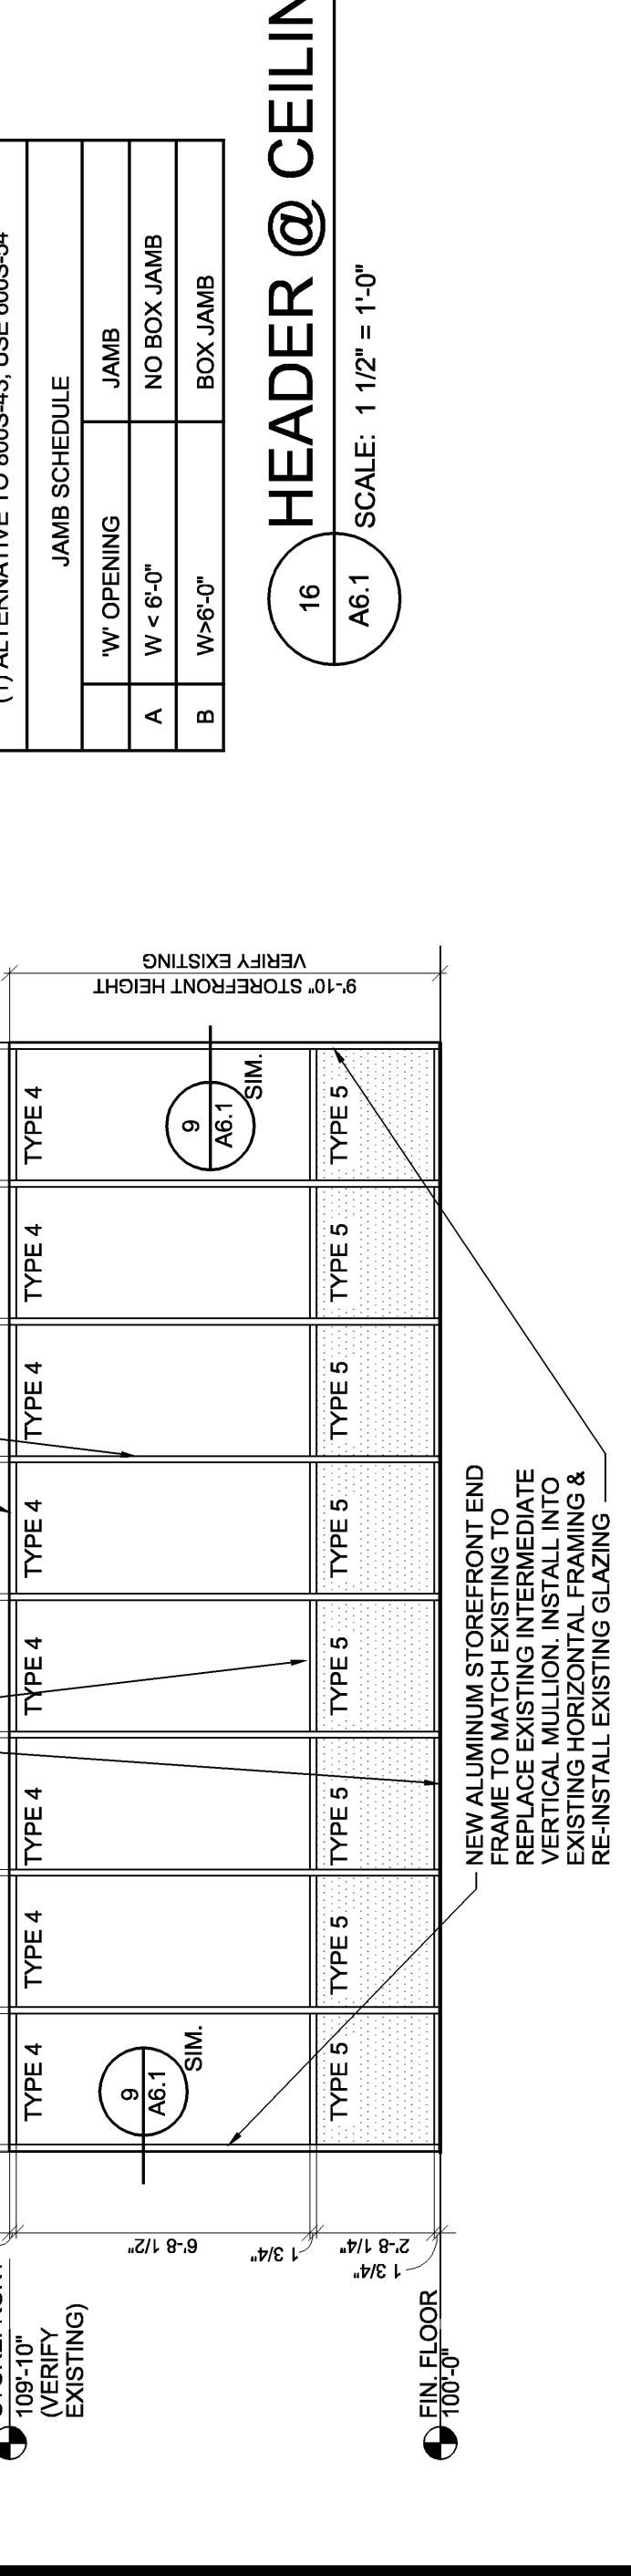 (1) ALTERNATIVE TO 800S-43, USE 600S-54
JAMB SCHEDULE
'W' OPENING JAMB
A W < 6'-0" NO BOX JAMB
B W>6'-0" BOX JAMB
16
A6.1
HEADER @ CEILIN
SCALE: 1 1/2" = 1'-0"
109'-10"
(VERIFY
EXISTING)
FIN. FLOOR
100'-0"
6'-8 1/2"
1 3/4"
2'-8 1/4"
1 3/4"
TYPE 4 TYPE 4 TYPE 4 TYPE 4 TYPE 4 TYPE 4 TYPE 4 TYPE 4
9
A6.1
SIM.
9
A6.1
SIM.
TYPE 5 TYPE 5 TYPE 5 TYPE 5 TYPE 5 TYPE 5 TYPE 5 TYPE 5
9'-10" STOREFRONT HEIGHT
VERIFY EXISTING
NEW ALUMINUM STOREFRONT END
FRAME TO MATCH EXISTING TO
REPLACE EXISTING INTERMEDIATE
VERTICAL MULLION. INSTALL INTO
EXISTING HORIZONTAL FRAMING &
RE-INSTALL EXISTING GLAZING